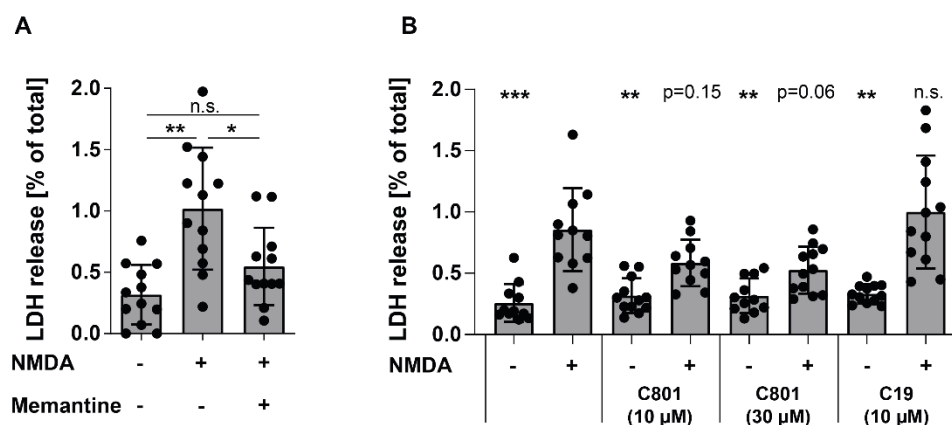 A
LDH release [% of total]
2.0
1.5
1.0
0.5
0.0
n.s.
** *
NMDA - + +
Memantine - - +
B
LDH release [% of total]
2.0
1.5
1.0
0.5
0.0
*** ** p=0.15 ** p=0.06 ** n.s.
NMDA - + - + - + - +
C801 C801 C19
(10 µM) (30 µM) (10 µM)